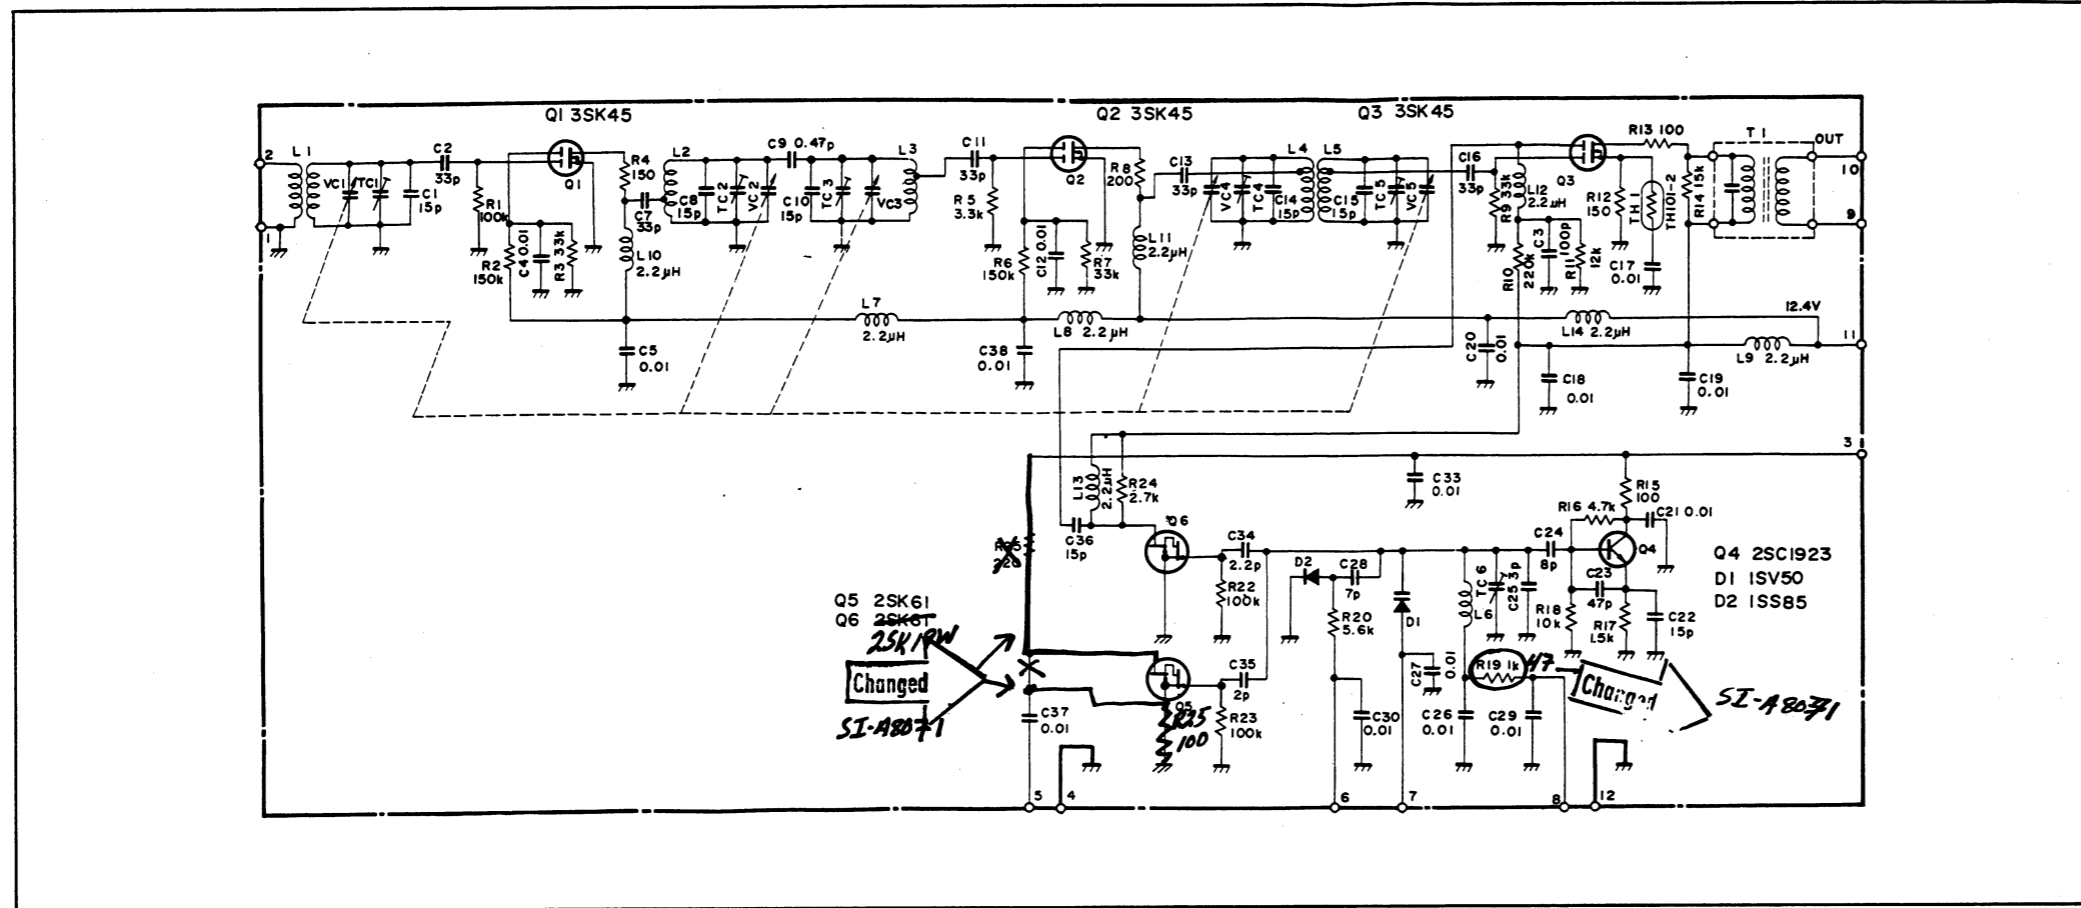 Q1 3SK45
Q2 3SK45
Q3 3SK45
R13 100
T1
OUT
2
L1
VC1
TC1
C1
15p
C2
33p
R1
100k
Q1
R4
150
L2
C7
33p
C8
15p
TC2
VC2
C9 0.47p
C10
15p
TC3
VC3
L3
C11
33p
R5
3.3k
Q2
R8
200
C13
33p
VC4
TC4
C14
15p
L4
L5
C15
15p
TC5
VC5
C16
33p
R9 33k
L12
2.2µH
Q3
R12
150
TH1
TH101-2
R14 15k
10
9
1
R2
150k
C4 0.01
R3 33k
L10
2.2µH
R6
150k
C12 0.01
R7
33k
L11
2.2µH
R10
220k
C3
100p
R11
12k
C17
0.01
L7
2.2µH
L8 2.2µH
12.4V
L14 2.2µH
11
L9 2.2µH
C5
0.01
C38
0.01
C20
0.01
C18
0.01
C19
0.01
3
L13
2.2µH
R24
2.7k
C33
0.01
R15
100
R16 4.7k
C21 0.01
C36
15p
Q6
C34
2.2p
C24
8p
Q4
Q4 2SC1923
D1 1SV50
D2 1SS85
R25
220
D2
C28
7p
TC6
C25 3p
C23
47p
R22
100k
R20
5.6k
D1
L6
R18
10k
R17
1.5k
C22
15p
Q5 2SK61
Q6 2SK61
Changed
SI-A8071
C35
2p
C27
0.01
R19 1k
47
Changed
SI-A8071
C37
0.01
Q5
R25
100
R23
100k
C30
0.01
C26
0.01
C29
0.01
5
4
6
7
8
12